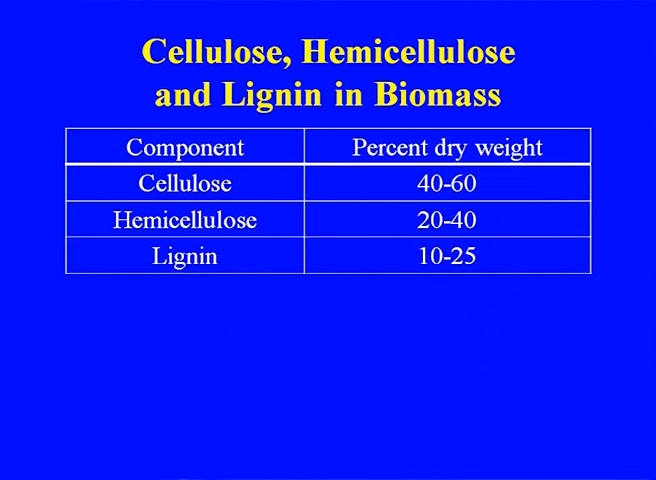 Cellulose, Hemicellulose
and Lignin in Biomass
Component Percent dry weight
Cellulose 40-60
Hemicellulose 20-40
Lignin 10-25